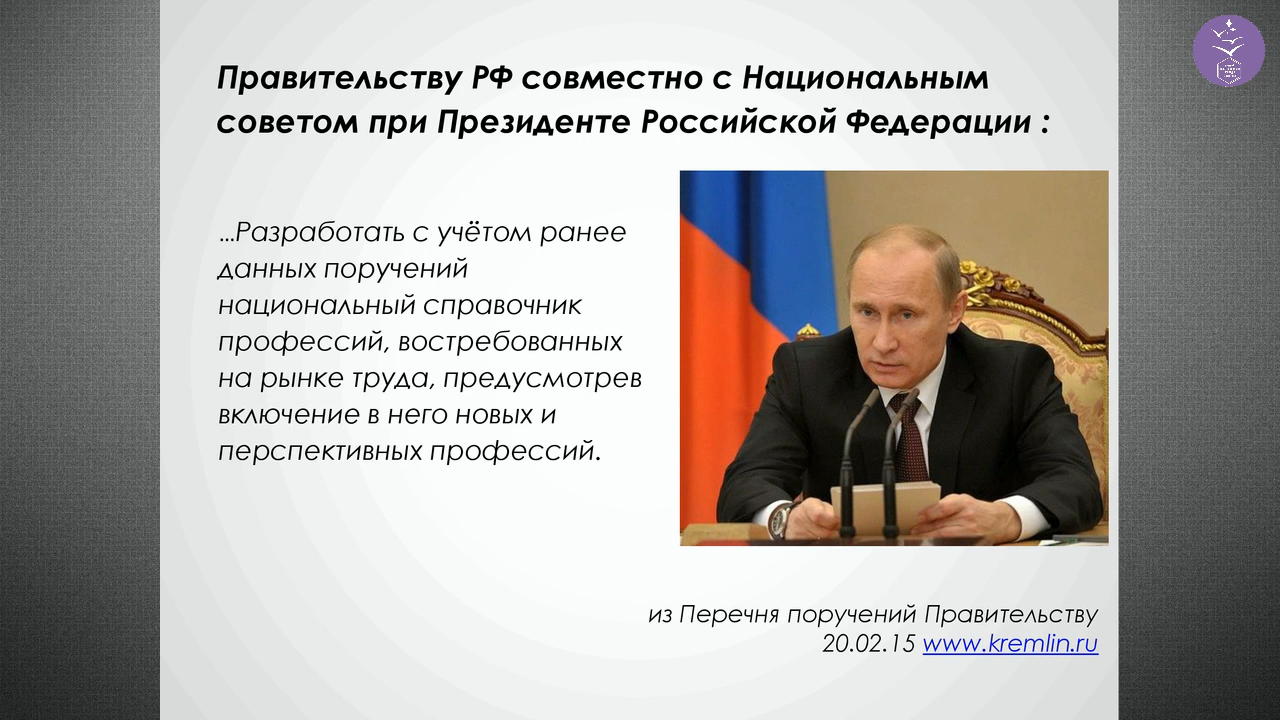 Правительству РФ совместно с Национальным
советом при Президенте Российской Федерации :
…Разработать с учётом ранее
данных поручений
национальный справочник
профессий, востребованных
на рынке труда, предусмотрев
включение в него новых и
перспективных профессий.
из Перечня поручений Правительству
20.02.15 www.kremlin.ru